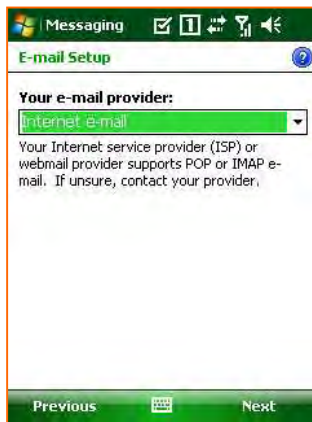 Messaging 1
E-mail Setup ?
Your e-mail provider:
Internet e-mail
Your Internet service provider (ISP) or
webmail provider supports POP or IMAP e-
mail. If unsure, contact your provider.
Previous Next